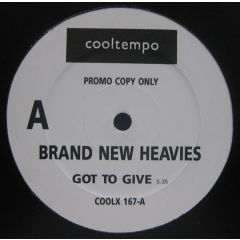 cooltempo
PROMO COPY ONLY
A
BRAND NEW HEAVIES
GOT TO GIVE 5.35
COOLX 167-A